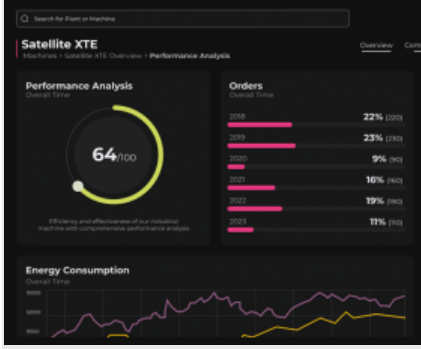 Search for Plant or Machine
Satellite XTE
Machines > Satellite XTE Overview > Performance Analysis
Overview
Performance Analysis
Overall Time
64/100
Efficiency and effectiveness of our industrial
machine with comprehensive performance analysis
Orders
Overall Time
2018 22% (220)
2019 23% (230)
2020 9% (90)
2021 16% (160)
2022 19% (190)
2023 11% (110)
Energy Consumption
Overall Time